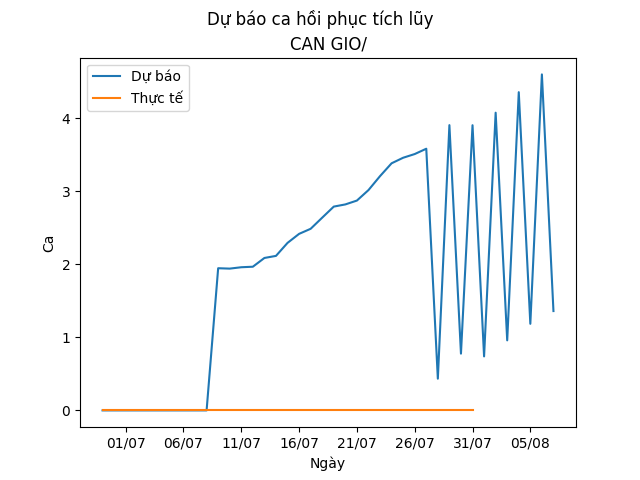 Dự báo ca hồi phục tích lũy
CAN GIO/
Dự báo
Thực tế
Ca
4
3
2
1
0
01/07 06/07 11/07 16/07 21/07 26/07 31/07 05/08
Ngày